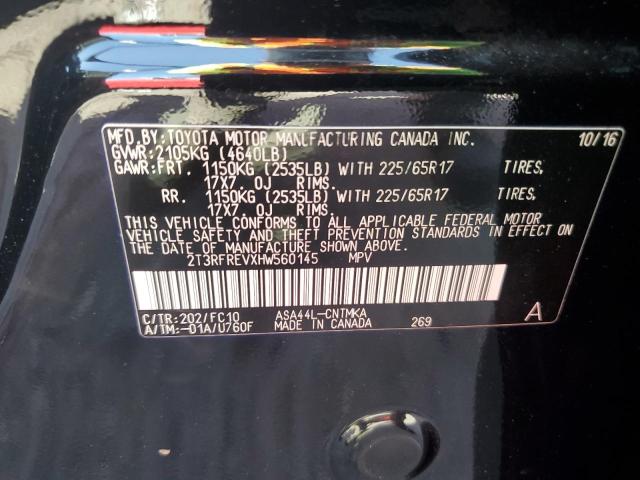 MFD. BY: TOYOTA MOTOR MANUFACTURING CANADA INC. 10/16
GVWR: 2105KG (4640LB)
GAWR: FRT. 1150KG (2535LB) WITH 225/65R17 TIRES,
17X7.0J RIMS.
RR. 1150KG (2535LB) WITH 225/65R17 TIRES,
17X7.0J RIMS.
THIS VEHICLE CONFORMS TO ALL APPLICABLE FEDERAL MOTOR
VEHICLE SAFETY AND THEFT PREVENTION STANDARDS IN EFFECT ON
THE DATE OF MANUFACTURE SHOWN ABOVE.
2T3RFREVXHW560145 MPV
C/TR: 202/FC10 ASA44L-CNTMKA A
A/TM: -01A/U760F MADE IN CANADA 269